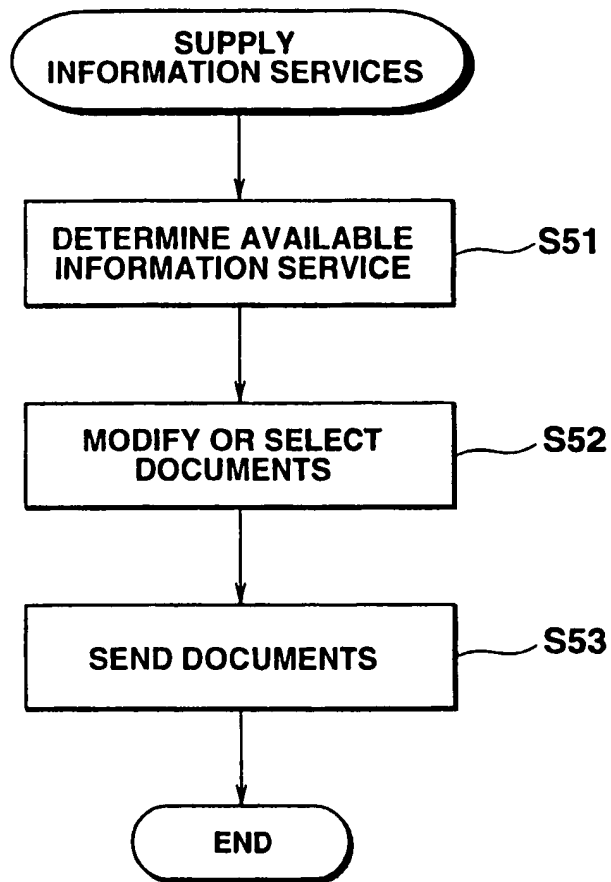 SUPPLY
INFORMATION SERVICES
DETERMINE AVAILABLE
INFORMATION SERVICE
S51
MODIFY OR SELECT
DOCUMENTS
S52
SEND DOCUMENTS
S53
END